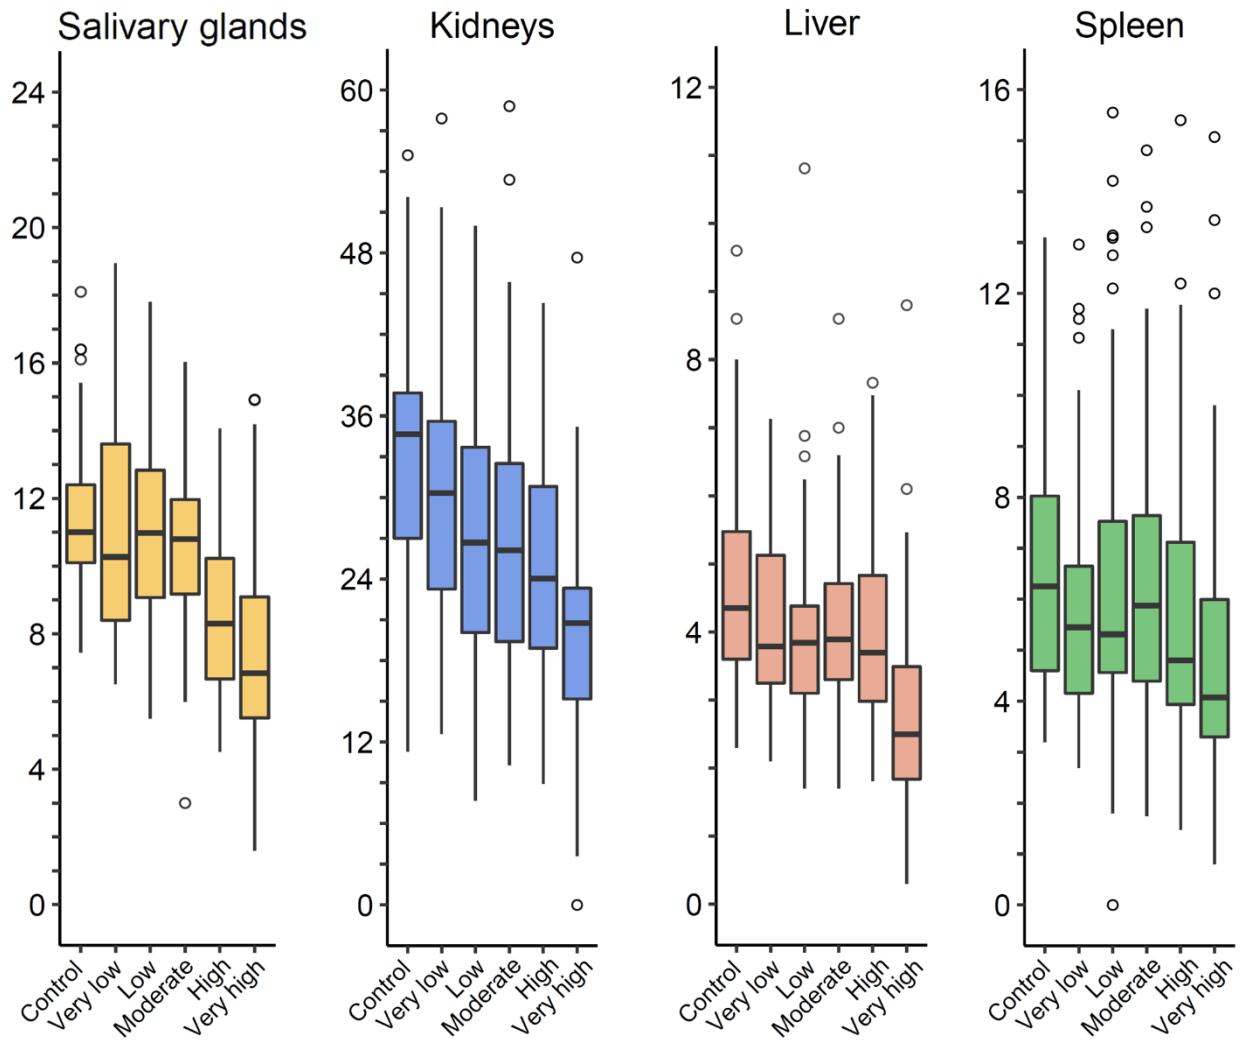 Salivary glands
24
20
16
12
8
4
0
Control
Very low
Low
Moderate
High
Very high
Kidneys
60
48
36
24
12
0
Control
Very low
Low
Moderate
High
Very high
Liver
12
8
4
0
Control
Very low
Low
Moderate
High
Very high
Spleen
16
12
8
4
0
Control
Very low
Low
Moderate
High
Very high